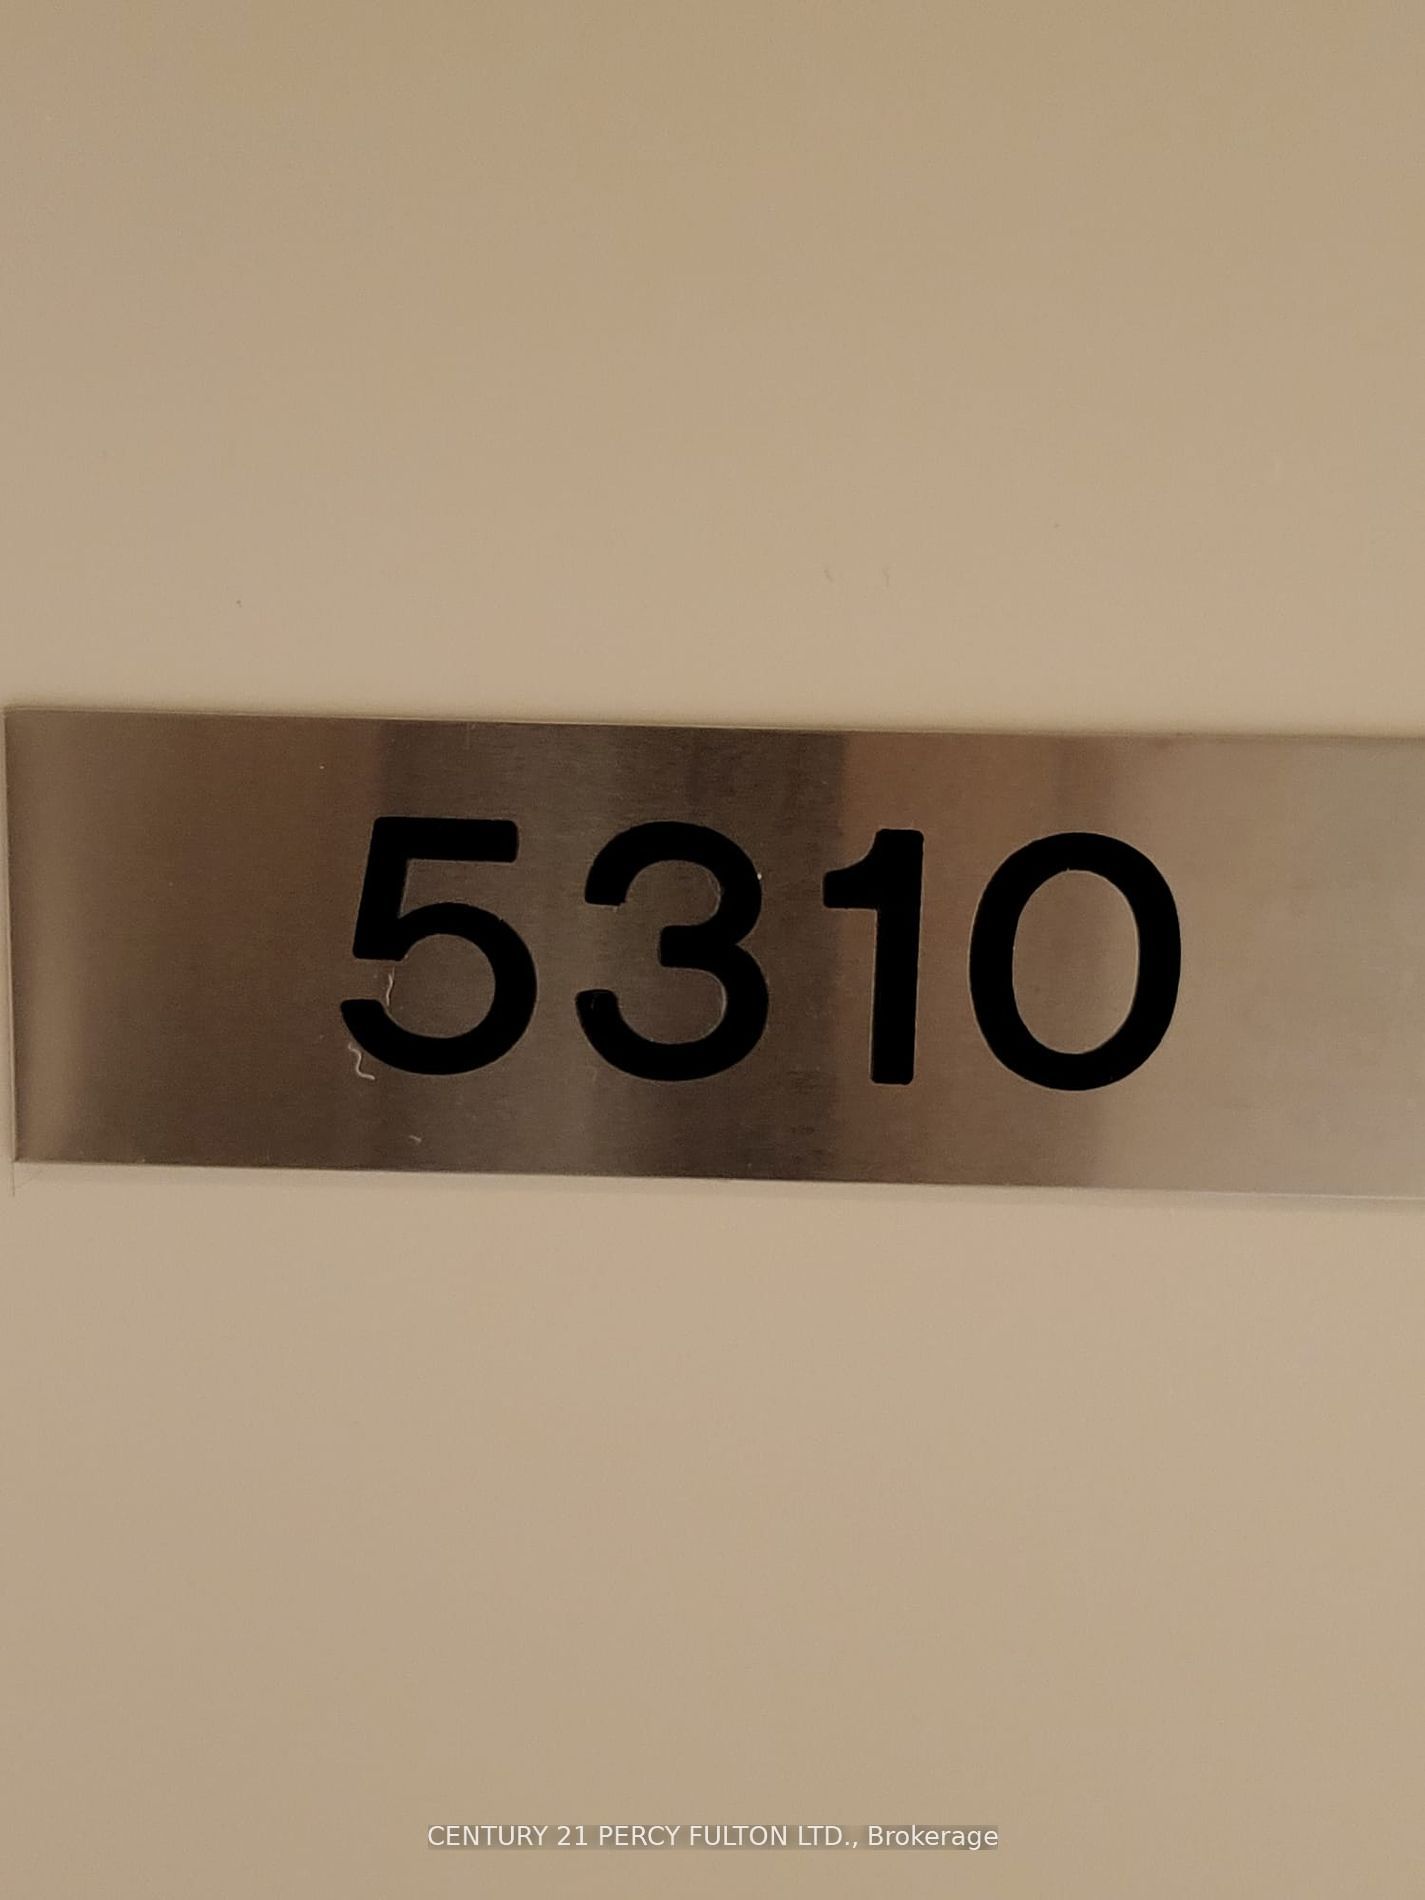 5310
CENTURY 21 PERCY FULTON LTD., Brokerage